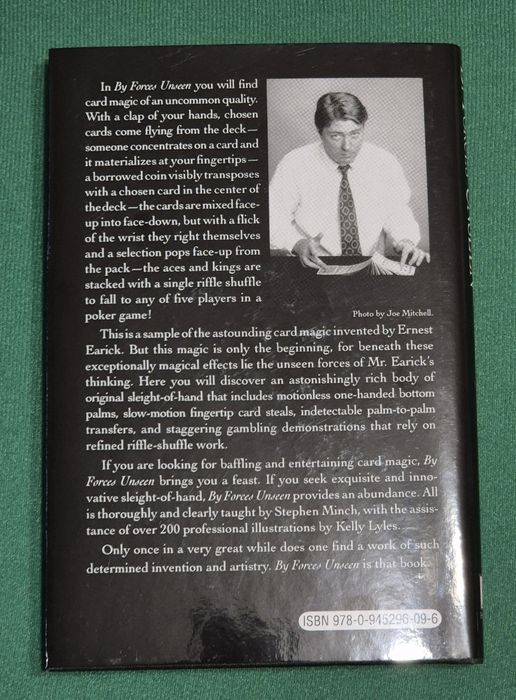 In By Forces Unseen you will find
card magic of an uncommon quality.
With a clap of your hands, chosen
cards come flying from the deck—
someone concentrates on a card and
it materializes at your fingertips—
a borrowed coin visibly transposes
with a chosen card in the center of
the deck—the cards are mixed face-
up into face-down, but with a flick
of the wrist they right themselves
and a selection pops face-up from
the pack—the aces and kings are
stacked with a single riffle shuffle
to fall to any of five players in a
poker game!
Photo by Joe Mitchell.
This is a sample of the astounding card magic invented by Ernest
Earick. But this magic is only the beginning, for beneath these
exceptionally magical effects lie the unseen forces of Mr. Earick's
thinking. Here you will discover an astonishingly rich body of
original sleight-of-hand that includes motionless one-handed bottom
palms, slow-motion fingertip card steals, indetectable palm-to-palm
transfers, and staggering gambling demonstrations that rely on
refined riffle-shuffle work.
If you are looking for baffling and entertaining card magic, By
Forces Unseen brings you a feast. If you seek exquisite and inno-
vative sleight-of-hand, By Forces Unseen provides an abundance. All
is thoroughly and clearly taught by Stephen Minch, with the assis-
tance of over 200 professional illustrations by Kelly Lyles.
Only once in a very great while does one find a work of such
determined invention and artistry. By Forces Unseen is that book.
ISBN 978-0-945296-09-6